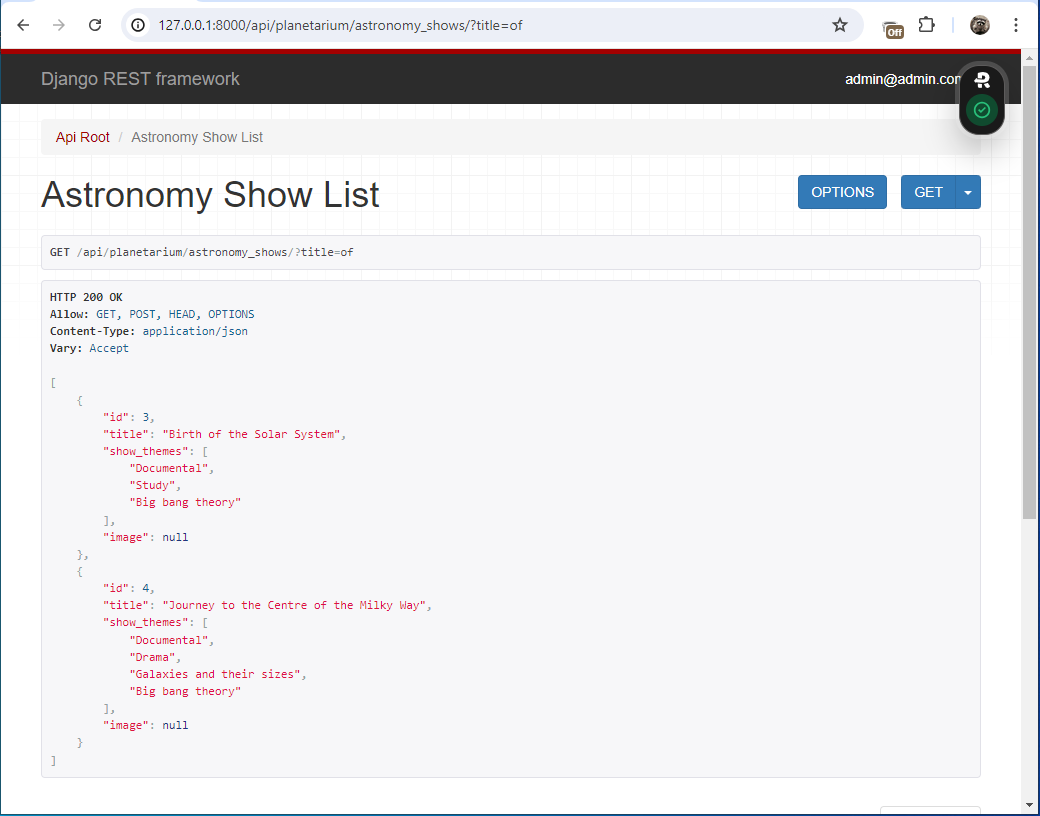 127.0.0.1:8000/api/planetarium/astronomy_shows/?title=of
Off
Django REST framework
admin@admin.com
Api Root / Astronomy Show List
Astronomy Show List
OPTIONS
GET
GET /api/planetarium/astronomy_shows/?title=of
HTTP 200 OK
Allow: GET, POST, HEAD, OPTIONS
Content-Type: application/json
Vary: Accept
[
    {
        "id": 3,
        "title": "Birth of the Solar System",
        "show_themes": [
            "Documental",
            "Study",
            "Big bang theory"
        ],
        "image": null
    },
    {
        "id": 4,
        "title": "Journey to the Centre of the Milky Way",
        "show_themes": [
            "Documental",
            "Drama",
            "Galaxies and their sizes",
            "Big bang theory"
        ],
        "image": null
    }
]